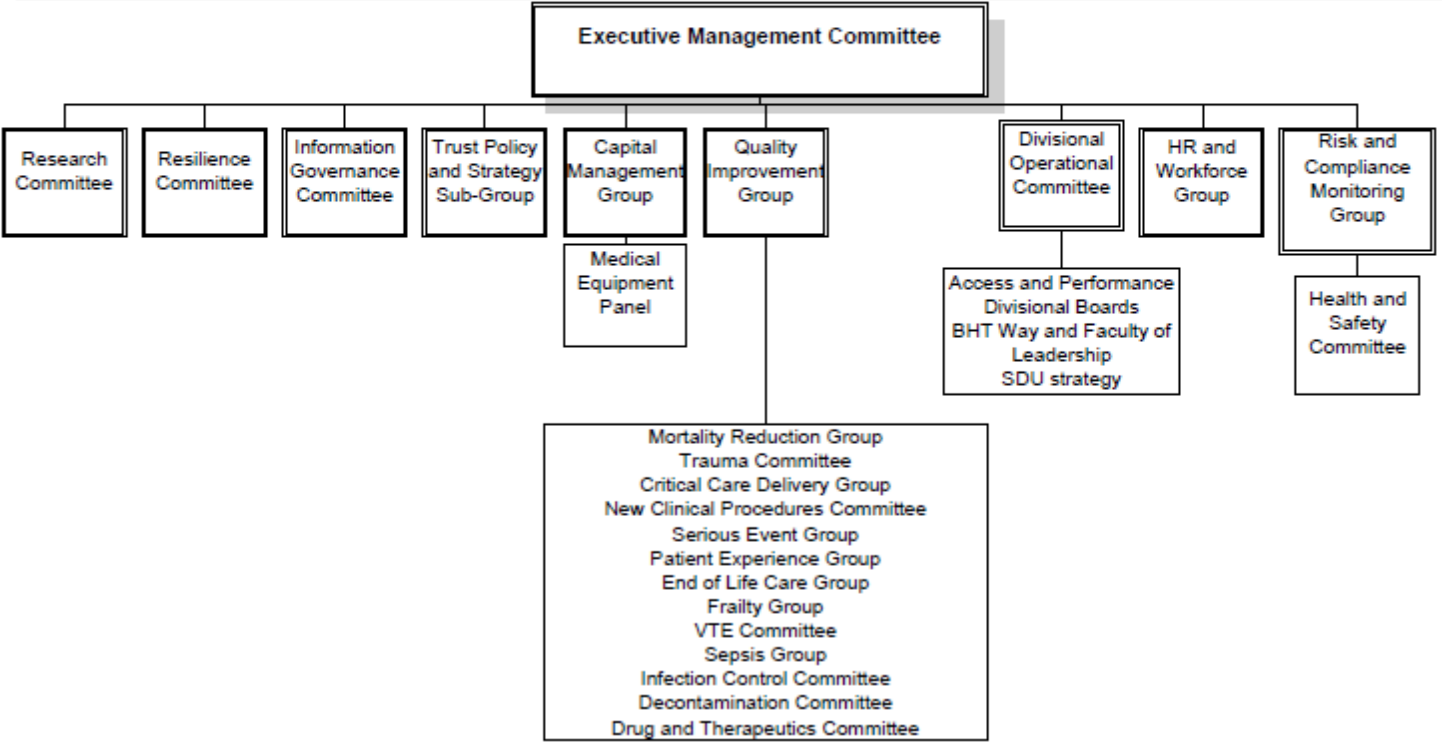 Executive Management Committee
Research
Committee
Resilience
Committee
Information
Governance
Committee
Trust Policy
and Strategy
Sub-Group
Capital
Management
Group
Quality
Improvement
Group
Divisional
Operational
Committee
HR and
Workforce
Group
Risk and
Compliance
Monitoring
Group
Medical
Equipment
Panel
Access and Performance
Divisional Boards
BHT Way and Faculty of
Leadership
SDU strategy
Health and
Safety
Committee
Mortality Reduction Group
Trauma Committee
Critical Care Delivery Group
New Clinical Procedures Committee
Serious Event Group
Patient Experience Group
End of Life Care Group
Frailty Group
VTE Committee
Sepsis Group
Infection Control Committee
Decontamination Committee
Drug and Therapeutics Committee